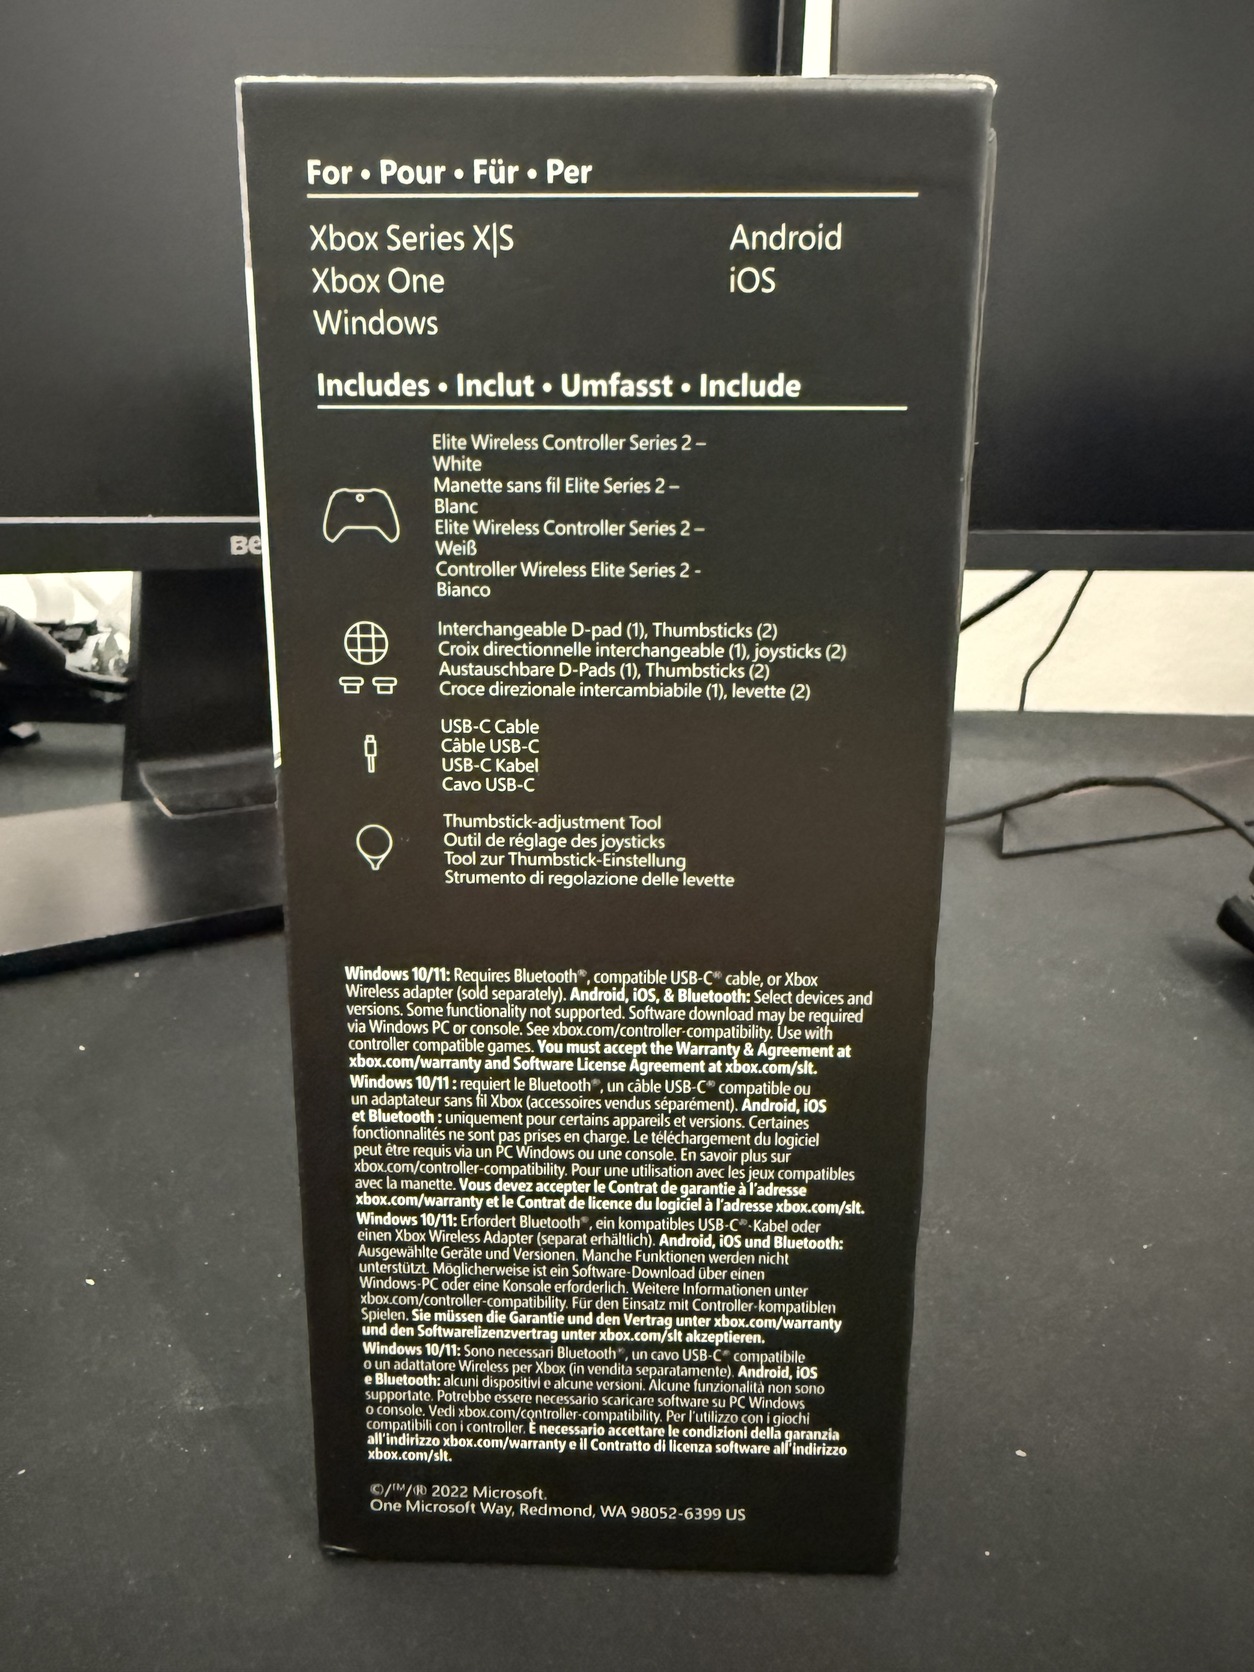 For • Pour • Für • Per
Xbox Series X|S
Xbox One
Windows
Android
iOS
Includes • Inclut • Umfasst • Include
Elite Wireless Controller Series 2 –
White
Manette sans fil Elite Series 2 –
Blanc
Elite Wireless Controller Series 2 –
Weiß
Controller Wireless Elite Series 2 -
Bianco
Interchangeable D-pad (1), Thumbsticks (2)
Croix directionnelle interchangeable (1), joysticks (2)
Austauschbare D-Pads (1), Thumbsticks (2)
Croce direzionale intercambiabile (1), levette (2)
USB-C Cable
Câble USB-C
USB-C Kabel
Cavo USB-C
Thumbstick-adjustment Tool
Outil de réglage des joysticks
Tool zur Thumbstick-Einstellung
Strumento di regolazione delle levette
Windows 10/11: Requires Bluetooth®, compatible USB-C® cable, or Xbox
Wireless adapter (sold separately). Android, iOS, & Bluetooth: Select devices and
versions. Some functionality not supported. Software download may be required
via Windows PC or console. See xbox.com/controller-compatibility. Use with
controller compatible games. You must accept the Warranty & Agreement at
xbox.com/warranty and Software License Agreement at xbox.com/slt.
Windows 10/11 : requiert le Bluetooth®, un câble USB-C® compatible ou
un adaptateur sans fil Xbox (accessoires vendus séparément). Android, iOS
et Bluetooth : uniquement pour certains appareils et versions. Certaines
fonctionnalités ne sont pas prises en charge. Le téléchargement du logiciel
peut être requis via un PC Windows ou une console. En savoir plus sur
xbox.com/controller-compatibility. Pour une utilisation avec les jeux compatibles
avec la manette. Vous devez accepter le Contrat de garantie à l'adresse
xbox.com/warranty et le Contrat de licence du logiciel à l'adresse xbox.com/slt.
Windows 10/11: Erfordert Bluetooth®, ein kompatibles USB-C®-Kabel oder
einen Xbox Wireless Adapter (separat erhältlich). Android, iOS und Bluetooth:
Ausgewählte Geräte und Versionen. Manche Funktionen werden nicht
unterstützt. Möglicherweise ist ein Software-Download über einen
Windows-PC oder eine Konsole erforderlich. Weitere Informationen unter
xbox.com/controller-compatibility. Für den Einsatz mit Controller-kompatiblen
Spielen. Sie müssen die Garantie und den Vertrag unter xbox.com/warranty
und den Softwarelizenzvertrag unter xbox.com/slt akzeptieren.
Windows 10/11: Sono necessari Bluetooth®, un cavo USB-C® compatibile
o un adattatore Wireless per Xbox (in vendita separatamente). Android, iOS
e Bluetooth: alcuni dispositivi e alcune versioni. Alcune funzionalità non sono
supportate. Potrebbe essere necessario scaricare software su PC Windows
o console. Vedi xbox.com/controller-compatibility. Per l'utilizzo con i giochi
compatibili con i controller. È necessario accettare le condizioni della garanzia
all'indirizzo xbox.com/warranty e il Contratto di licenza software all'indirizzo
xbox.com/slt.
©/™/® 2022 Microsoft.
One Microsoft Way, Redmond, WA 98052-6399 US